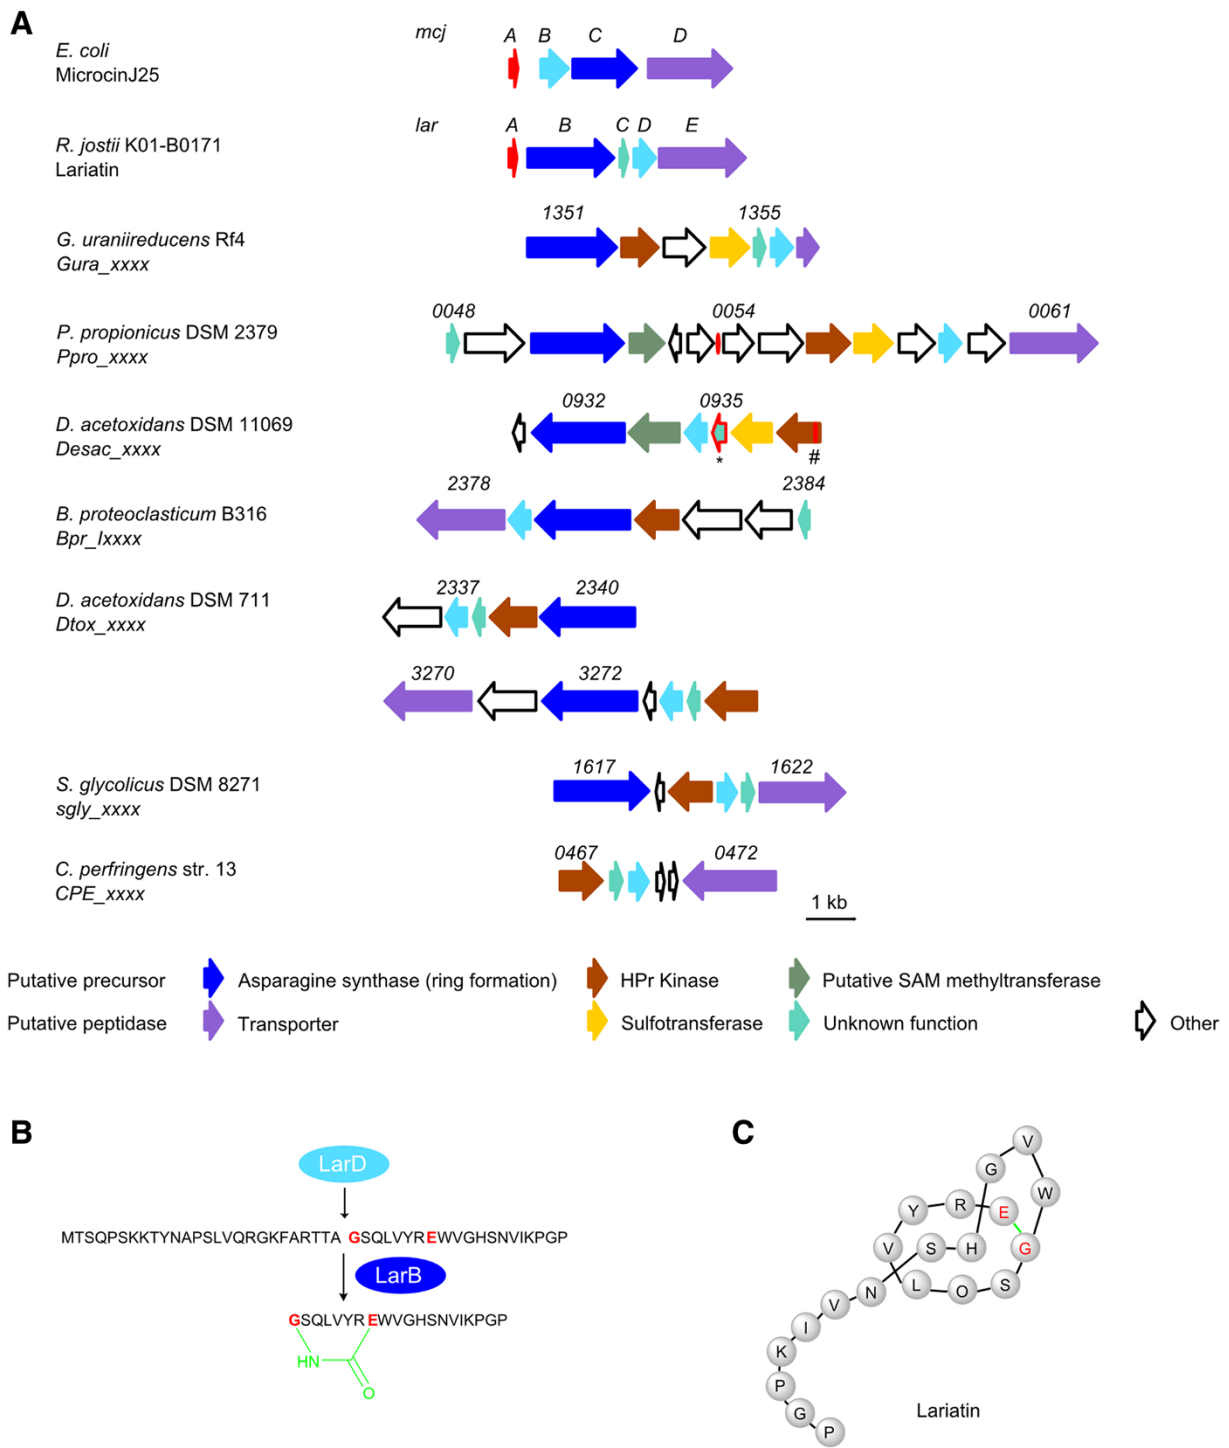 A
E. coli
MicrocinJ25
mcj
A B C D
R. jostii K01-B0171
Lariatin
lar
A B C D E
G. uraniireducens Rf4
Gura_xxxx
1351 1355
P. propionicus DSM 2379
Ppro_xxxx
0048 0054 0061
D. acetoxidans DSM 11069
Desac_xxxx
0932 0935
* #
B. proteoclasticum B316
Bpr_Ixxxx
2378 2384
D. acetoxidans DSM 711
Dtox_xxxx
2337 2340
3270 3272
S. glycolicus DSM 8271
sgly_xxxx
1617 1622
C. perfringens str. 13
CPE_xxxx
0467 0472
1 kb
Putative precursor Asparagine synthase (ring formation) HPr Kinase Putative SAM methyltransferase
Putative peptidase Transporter Sulfotransferase Unknown function Other
B
LarD
MTSQPSKKTYNAPSLVQRGKFARTTA GSQLVYREWVGHSNVIKPGP
LarB
GSQLVYREWVGHSNVIKPGP
HN
O
C
V
G
W
Y R E
V S H G
N L O S
V
I
K
P
G
P
Lariatin